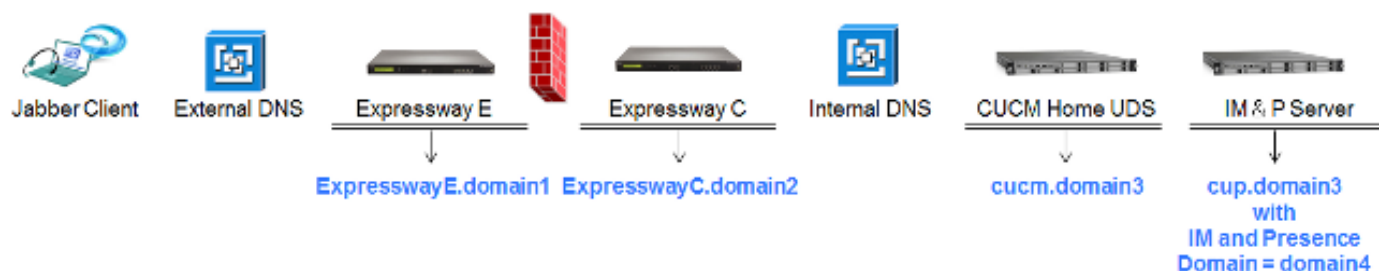 Jabber Client
External DNS
Expressway E
Expressway C
Internal DNS
CUCM Home UDS
IM & P Server
ExpresswayE.domain1
ExpresswayC.domain2
cucm.domain3
cup.domain3
with
IM and Presence
Domain = domain4